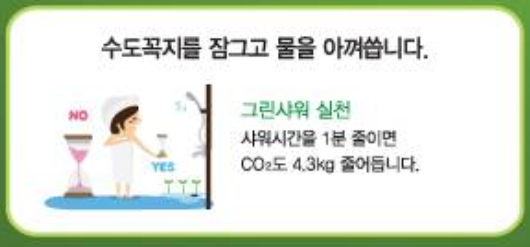 수도꼭지를 잠그고 물을 아껴씁니다.
NO
YES
그린샤워 실천
샤워시간을 1분 줄이면
CO₂도 4.3kg 줄어듭니다.